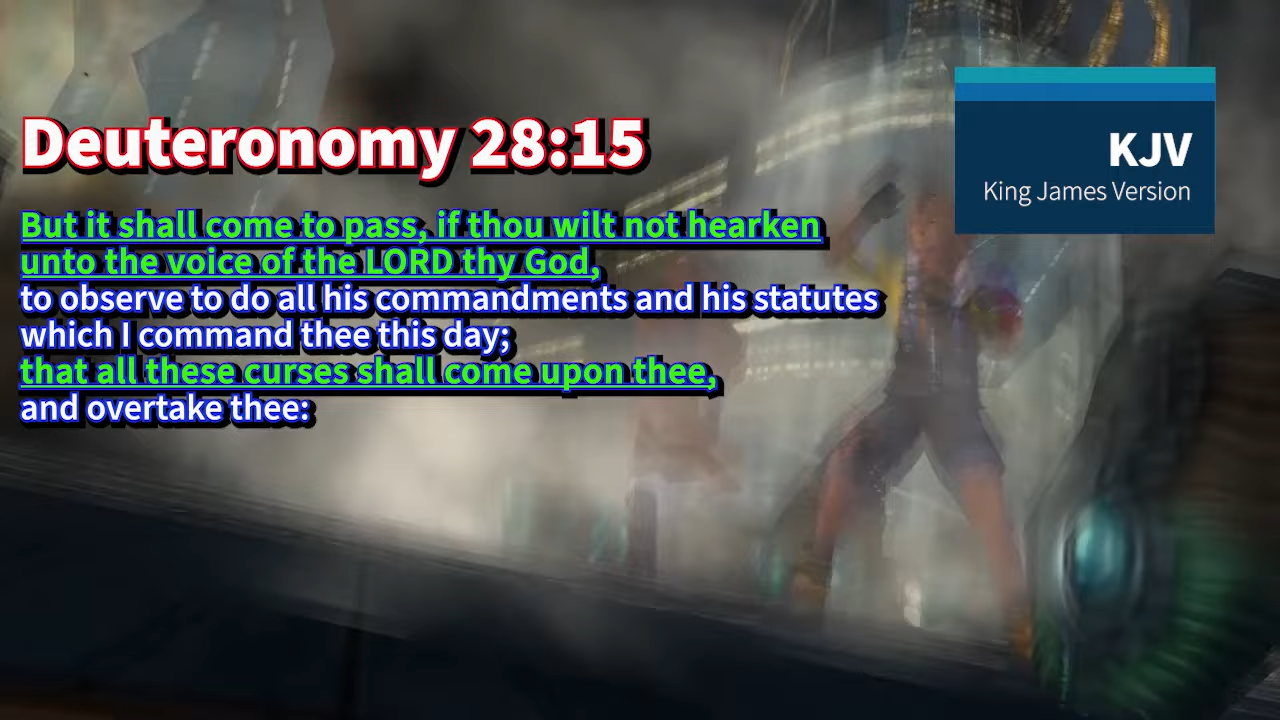 Deuteronomy 28:15
KJV
King James Version
But it shall come to pass, if thou wilt not hearken
unto the voice of the LORD thy God,
to observe to do all his commandments and his statutes
which I command thee this day;
that all these curses shall come upon thee,
and overtake thee: